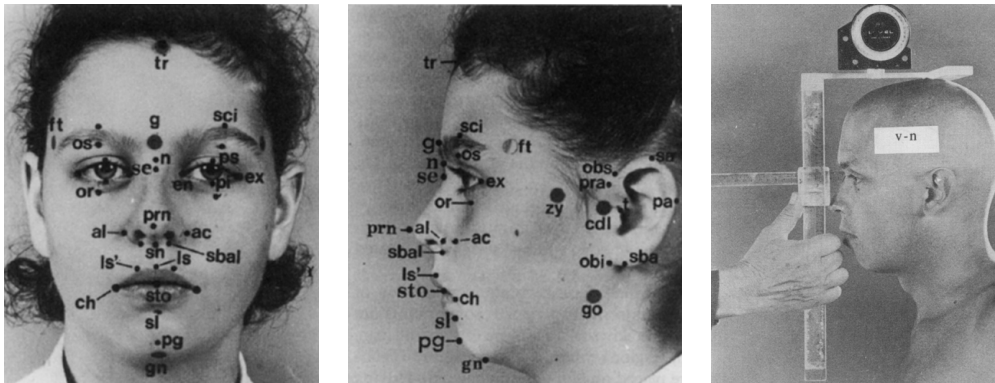 tr
g
sci
ft
os
n
se
ps
ex
en
pi
or
prn
al
ac
sn
sbal
ls'
ls
ch
sto
sl
pg
gn
tr
sci
g
os
ft
n
se
ex
or
obs
sa
pra
zy
t
pa
cdl
prn
al
ac
sbal
ls'
obi
sba
sto
ch
go
sl
pg
gn
v-n